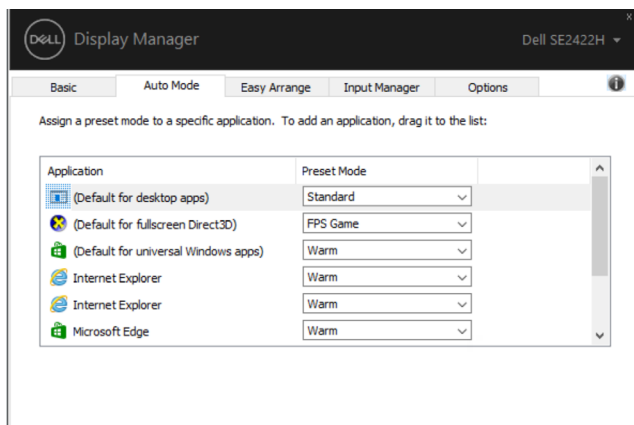 x
DELL Display Manager Dell SE2422H
Basic Auto Mode Easy Arrange Input Manager Options i
Assign a preset mode to a specific application. To add an application, drag it to the list:
Application Preset Mode
(Default for desktop apps) Standard
(Default for fullscreen Direct3D) FPS Game
(Default for universal Windows apps) Warm
Internet Explorer Warm
Internet Explorer Warm
Microsoft Edge Warm